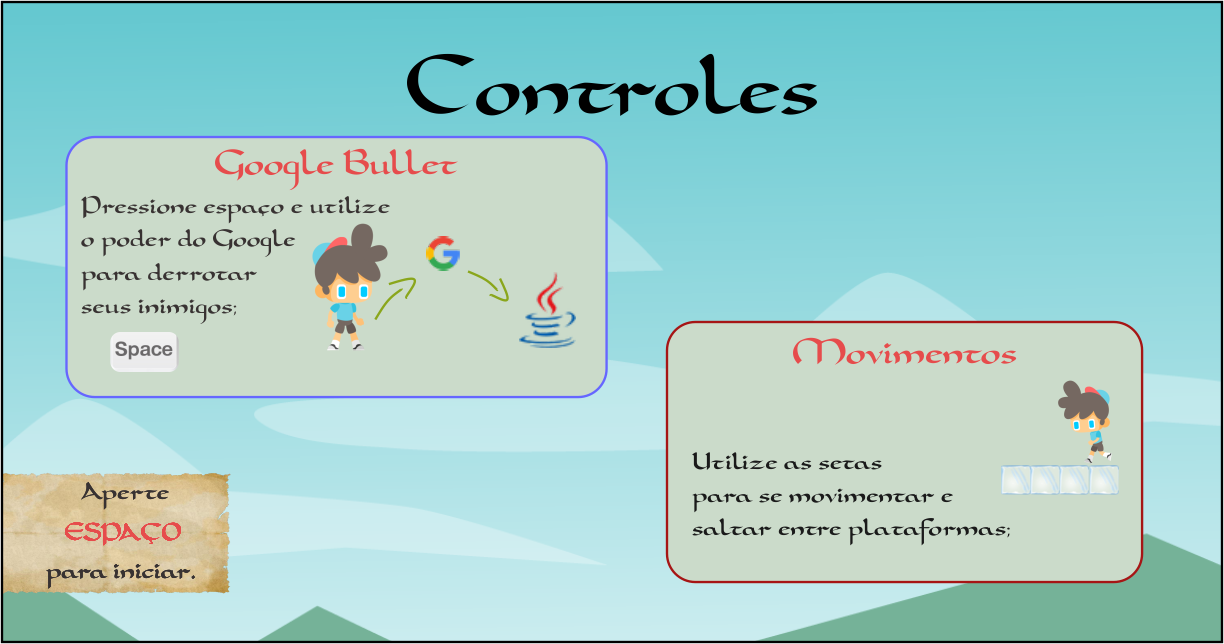 Controles
Google Bullet
Pressione espaço e utilize
o poder do Google
para derrotar
seus inimigos;
Space
Movimentos
Utilize as setas
para se movimentar e
saltar entre plataformas;
Aperte
ESPAÇO
para iniciar.